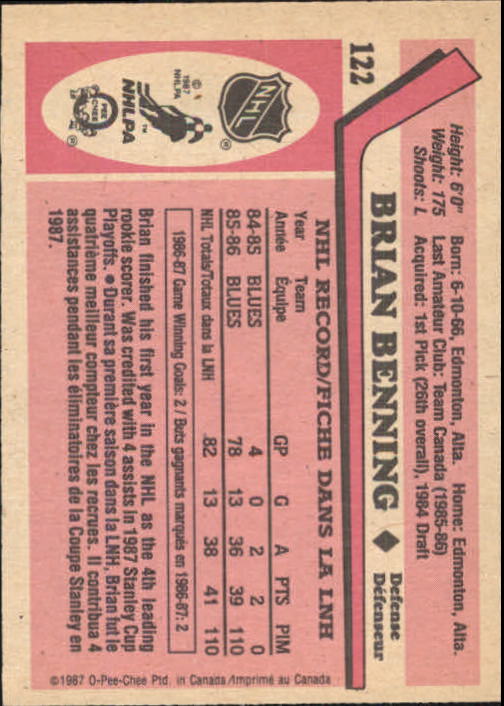 122
Height: 6'0" Born: 6-10-66, Edmonton, Alta. Home: Edmonton, Alta.
Weight: 175 Last Amateur Club: Team Canada (1985-86)
Shoots: L Acquired: 1st Pick (26th overall), 1984 Draft
BRIAN BENNING ◆ Defense
Défenseur
NHL RECORD/FICHE DANS LA LNH
Year Team
Année Équipe GP G A PTS PIM
84-85 BLUES 4 0 2 2 0
85-86 BLUES 78 13 36 39 110
NHL Totals/Totaux dans la LNH 82 13 38 41 110
1986-87 Game Winning Goals: 2 / Buts gagnants marqués en 1986-87: 2
Brian finished his first year in the NHL as the 4th leading
rookie scorer. Was credited with 4 assists in 1987 Stanley Cup
Playoffs. ● Durant sa première saison dans la LNH, Brian fut le
quatrième meilleur compteur chez les recrues. Il contribua 4
assistances pendant les éliminatoires de la Coupe Stanley en
1987.
NHL
®
©
1987
NHLPA
NHLPA
™
O PEE CHEE
©1987 O-Pee-Chee Ptd. in Canada/Imprimé au Canada